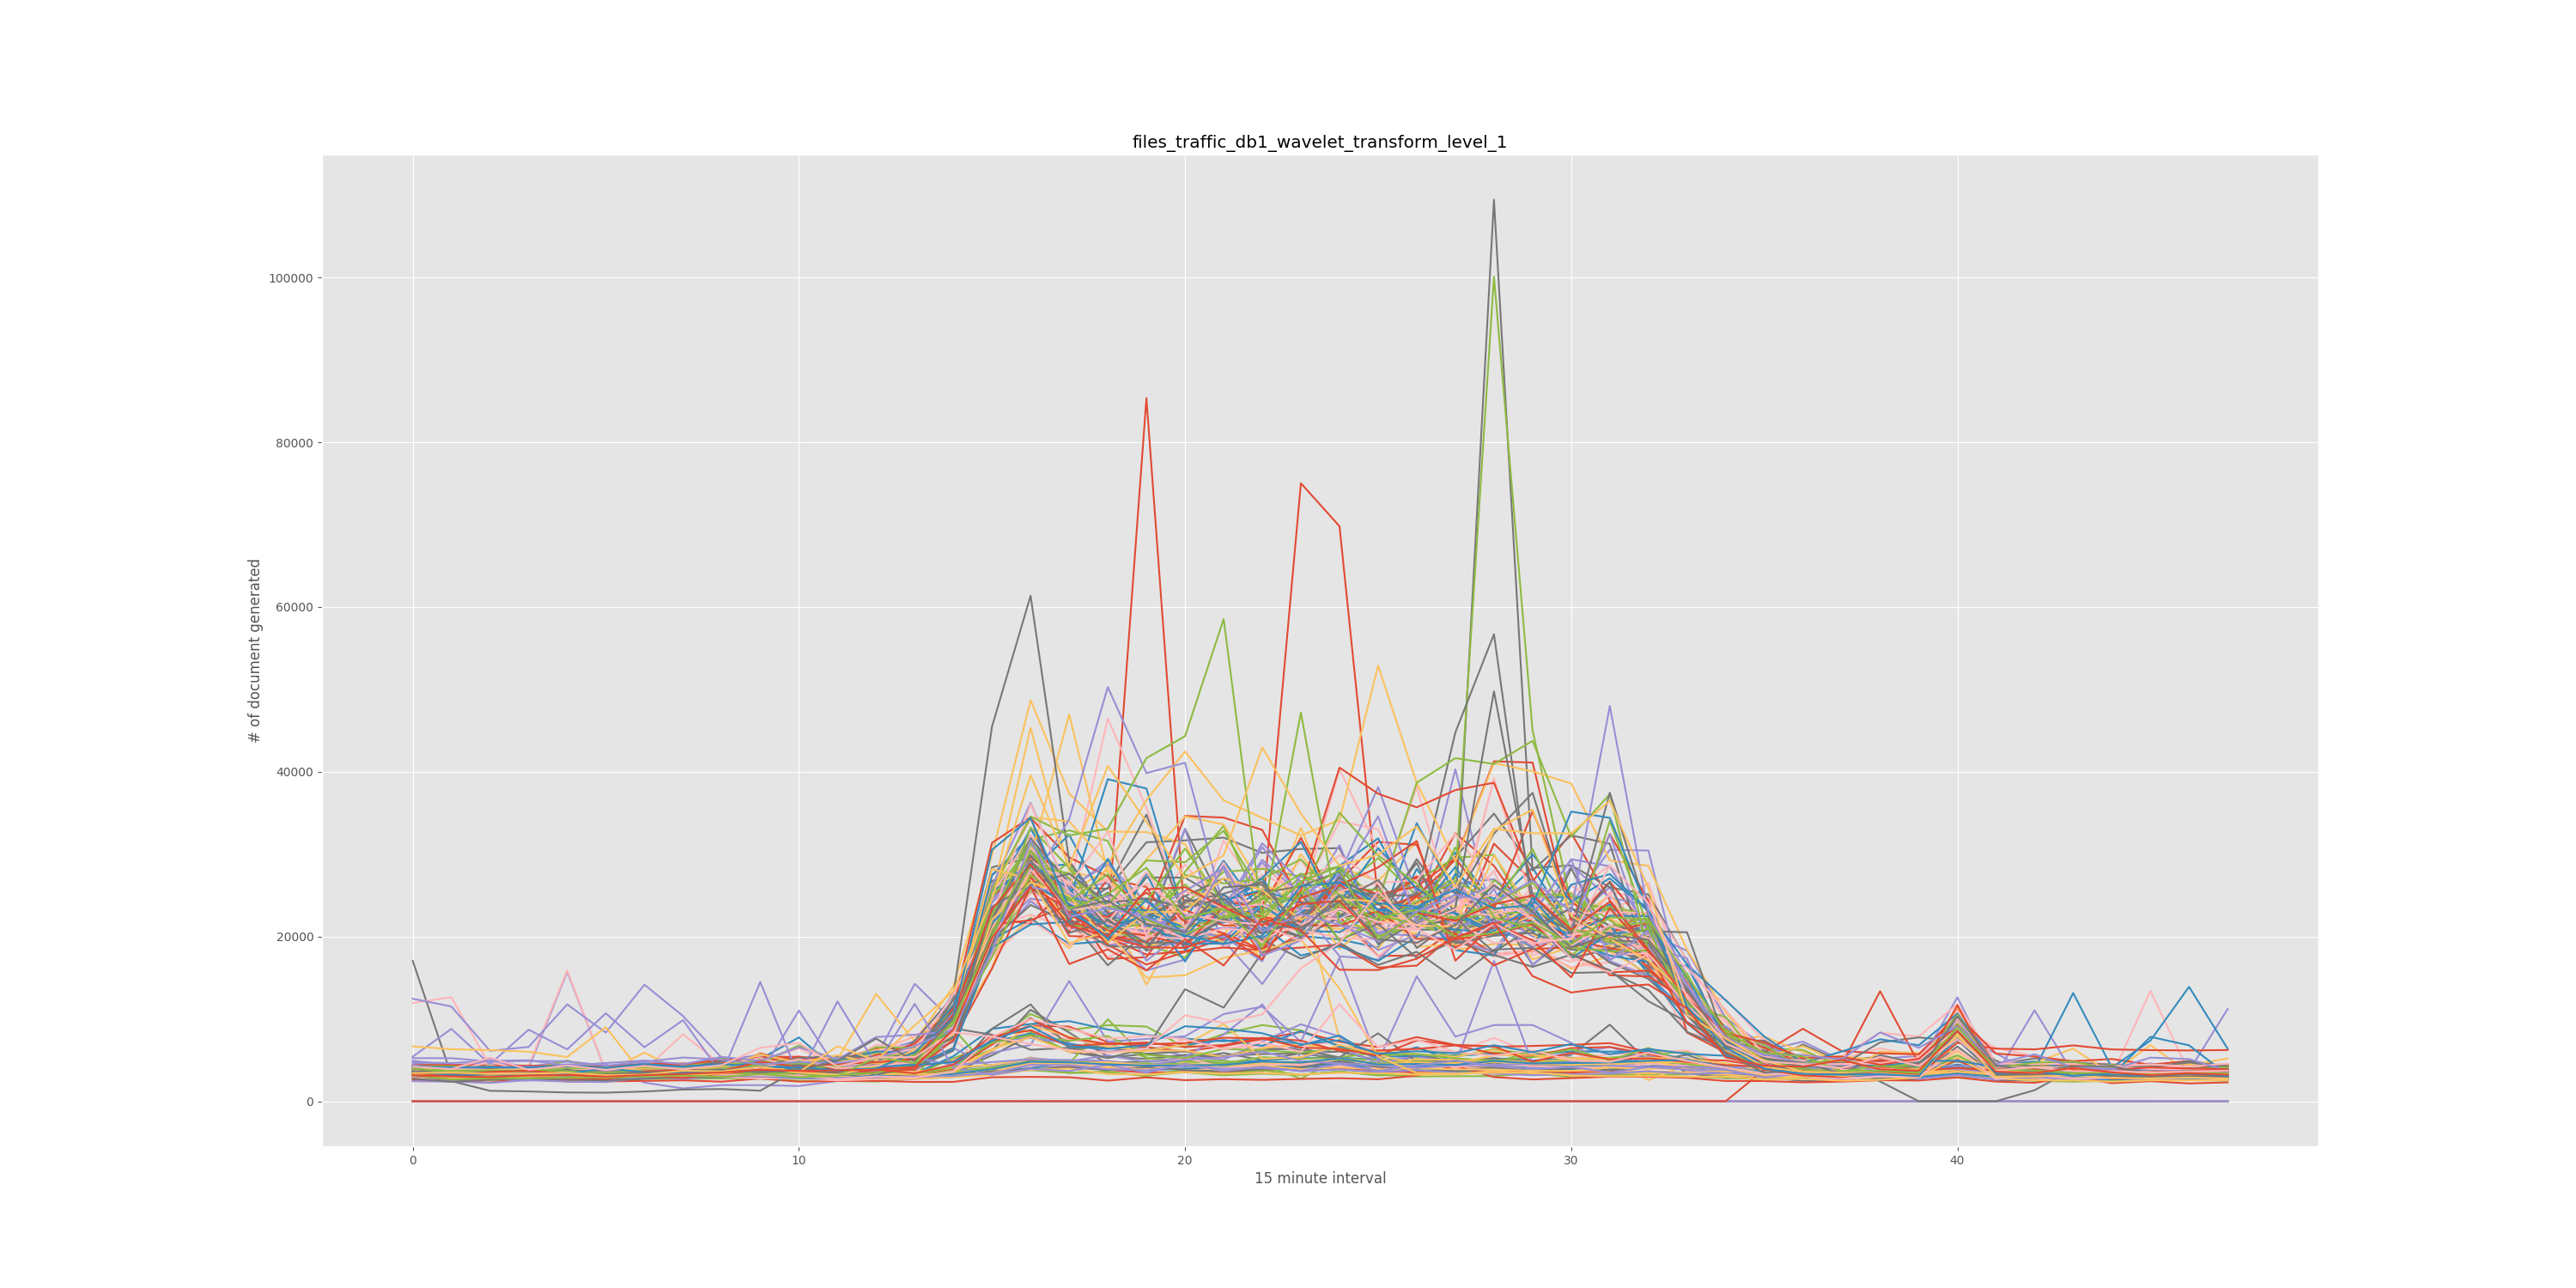 files_traffic_db1_wavelet_transform_level_1
100000
80000
60000
40000
20000
0
# of document generated
0 10 20 30 40
15 minute interval